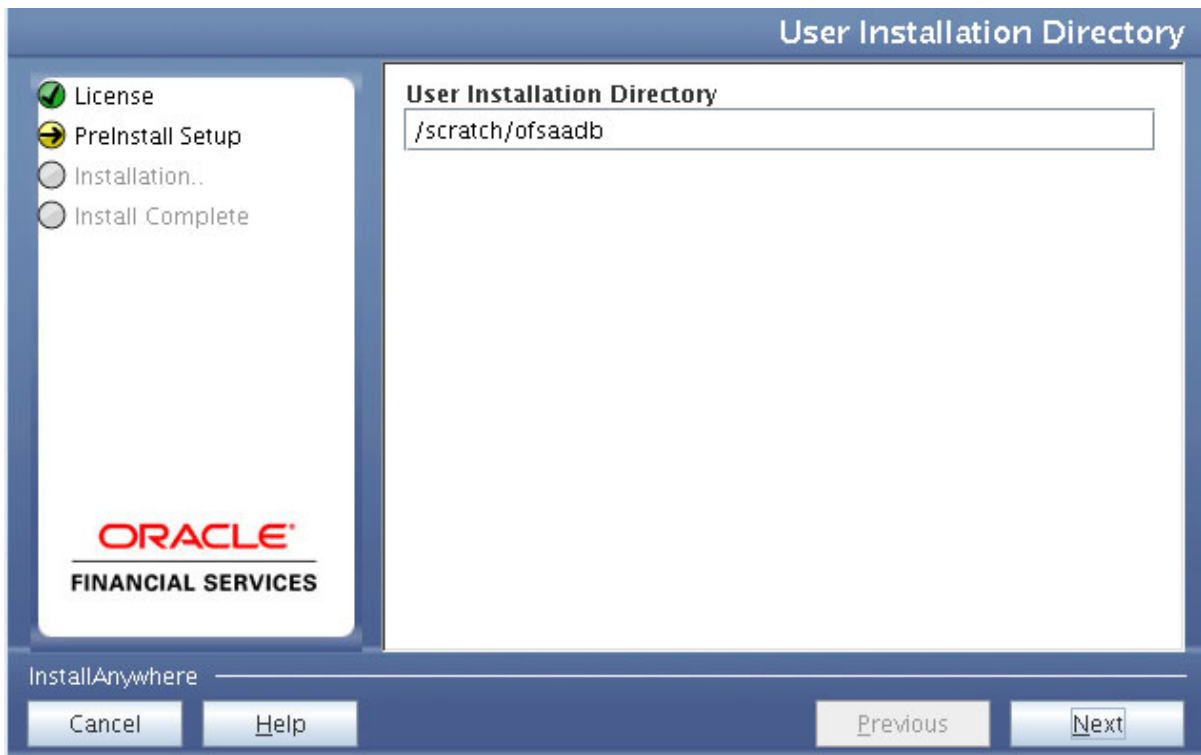 User Installation Directory
License
PreInstall Setup
Installation..
Install Complete
ORACLE
FINANCIAL SERVICES
User Installation Directory
/scratch/ofsaadb
InstallAnywhere
Cancel
Help
Previous
Next